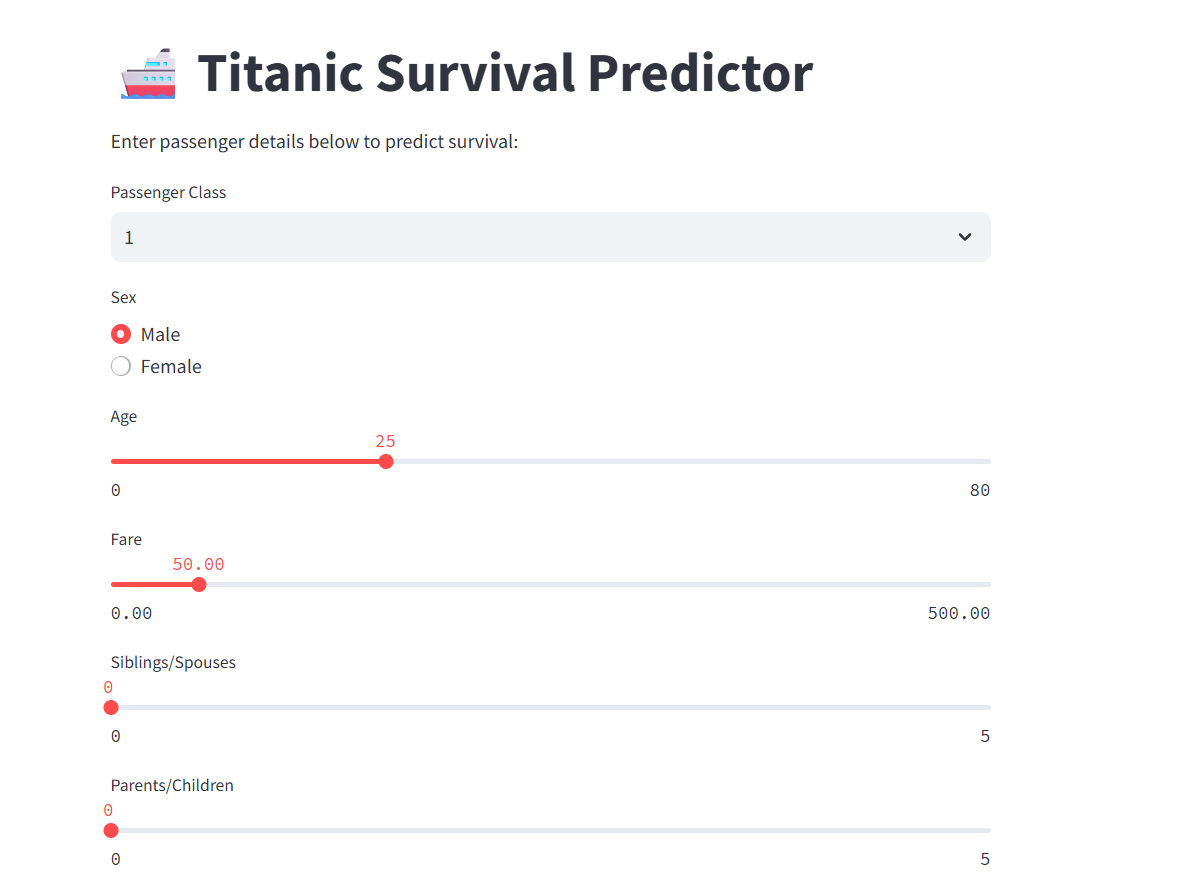 Titanic Survival Predictor
Enter passenger details below to predict survival:
Passenger Class
1
Sex
Male
Female
Age
25
0 80
Fare
50.00
0.00 500.00
Siblings/Spouses
0
0 5
Parents/Children
0
0 5